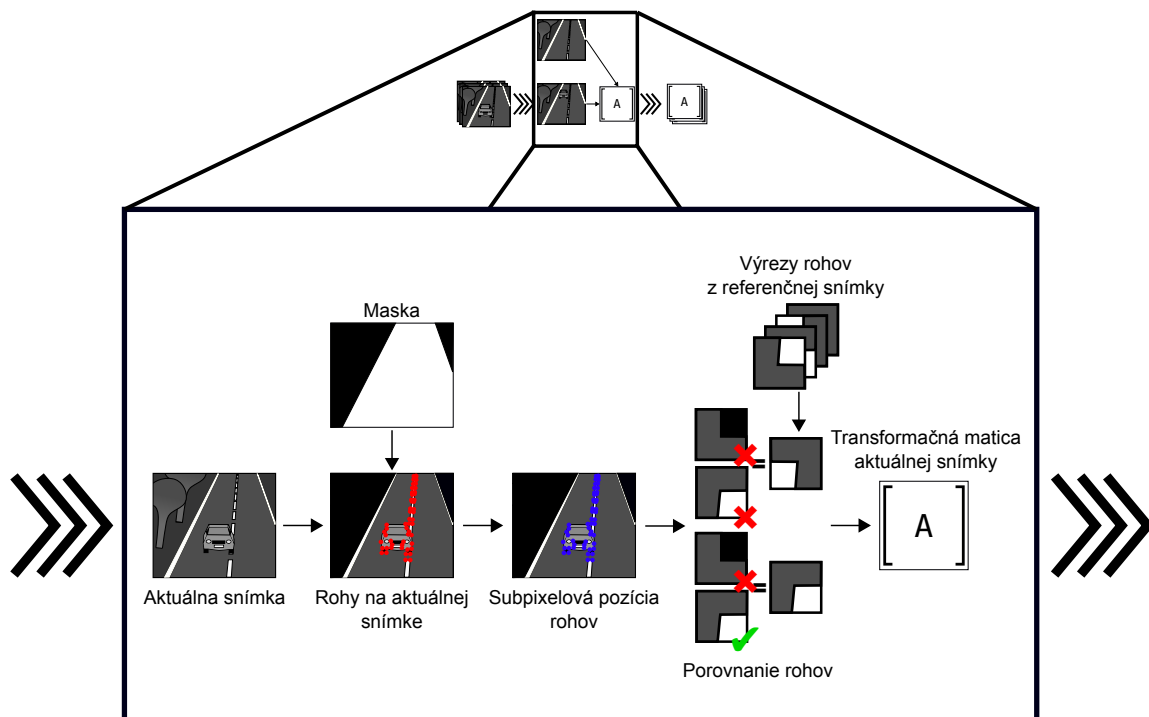 A
A
Výrezy rohov
z referenčnej snímky
Maska
Transformačná matica
aktuálnej snímky
A
Aktuálna snímka
Rohy na aktuálnej
snímke
Subpixelová pozícia
rohov
Porovnanie rohov